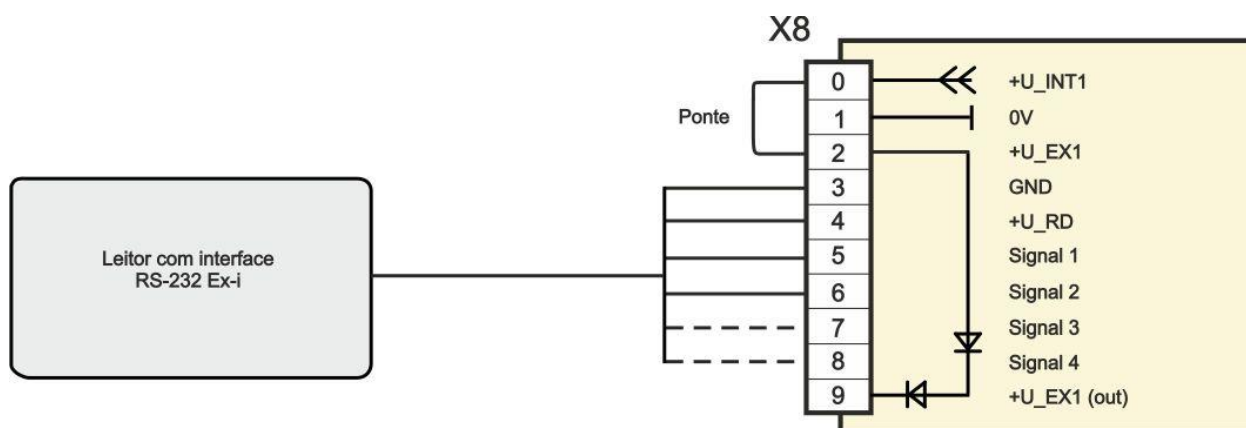 X8
Ponte
0 +U_INT1
1 0V
2 +U_EX1
3 GND
4 +U_RD
5 Signal 1
6 Signal 2
7 Signal 3
8 Signal 4
9 +U_EX1 (out)
Leitor com interface
RS-232 Ex-i